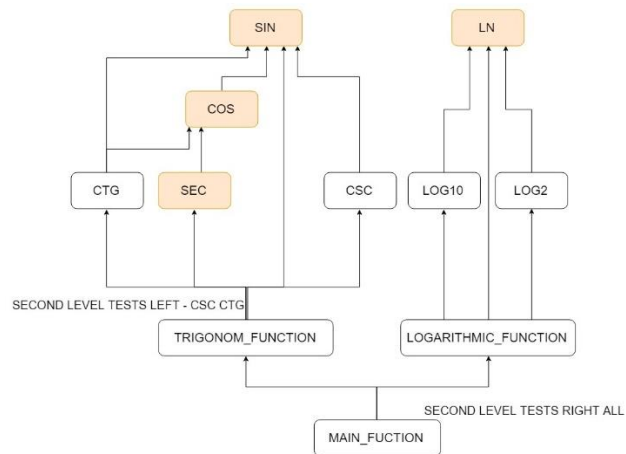 SIN
LN
COS
CTG
SEC
CSC
LOG10
LOG2
SECOND LEVEL TESTS LEFT - CSC CTG
TRIGONOM_FUNCTION
LOGARITHMIC_FUNCTION
SECOND LEVEL TESTS RIGHT ALL
MAIN_FUCTION